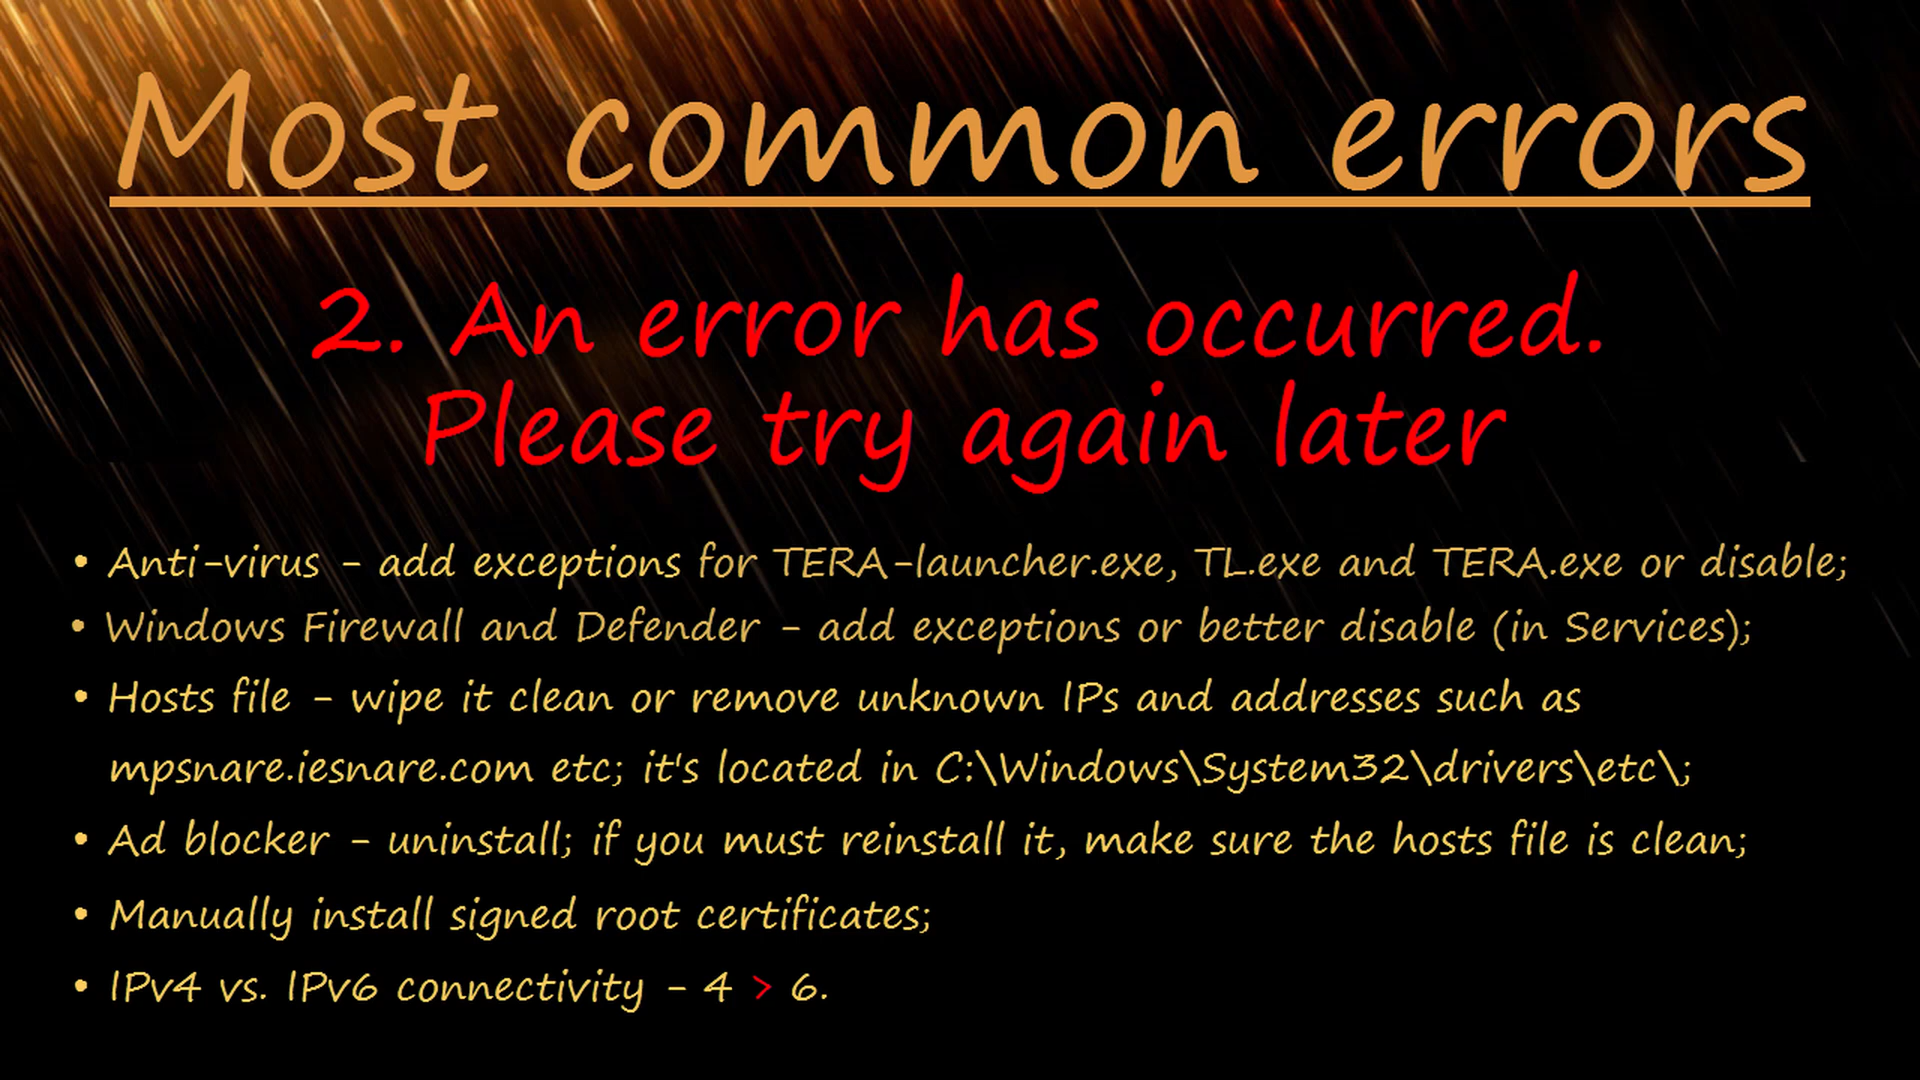 Most common errors
2. An error has occurred.
Please try again later
• Anti-virus - add exceptions for TERA-launcher.exe, TL.exe and TERA.exe or disable;
• Windows Firewall and Defender - add exceptions or better disable (in Services);
• Hosts file - wipe it clean or remove unknown IPs and addresses such as
mpsnare.iesnare.com etc; it's located in C:\Windows\System32\drivers\etc\;
• Ad blocker - uninstall; if you must reinstall it, make sure the hosts file is clean;
• Manually install signed root certificates;
• IPv4 vs. IPv6 connectivity - 4 > 6.